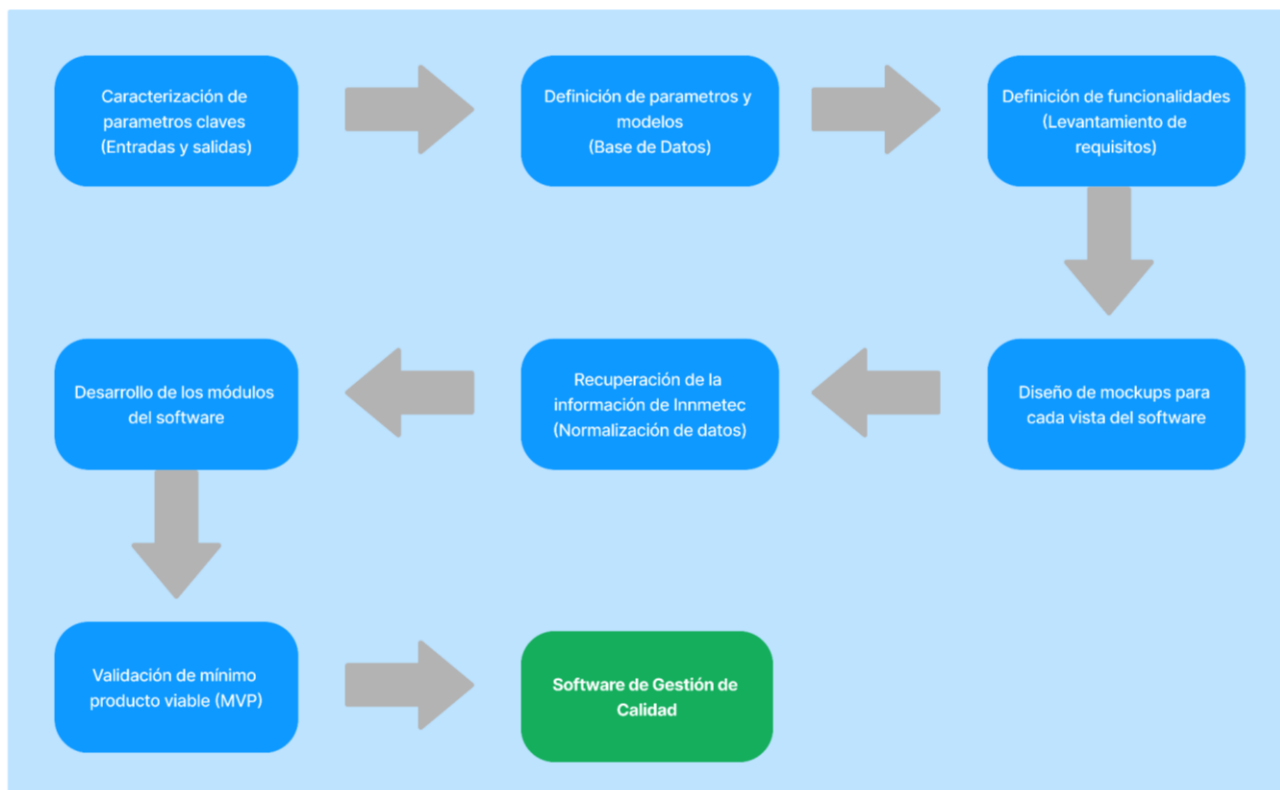 Caracterización de
parametros claves
(Entradas y salidas)
Definición de parametros y
modelos
(Base de Datos)
Definición de funcionalidades
(Levantamiento de
requisitos)
Diseño de mockups para
cada vista del software
Recuperación de la
información de Innmetec
(Normalización de datos)
Desarrollo de los módulos
del software
Validación de mínimo
producto viable (MVP)
Software de Gestión de
Calidad